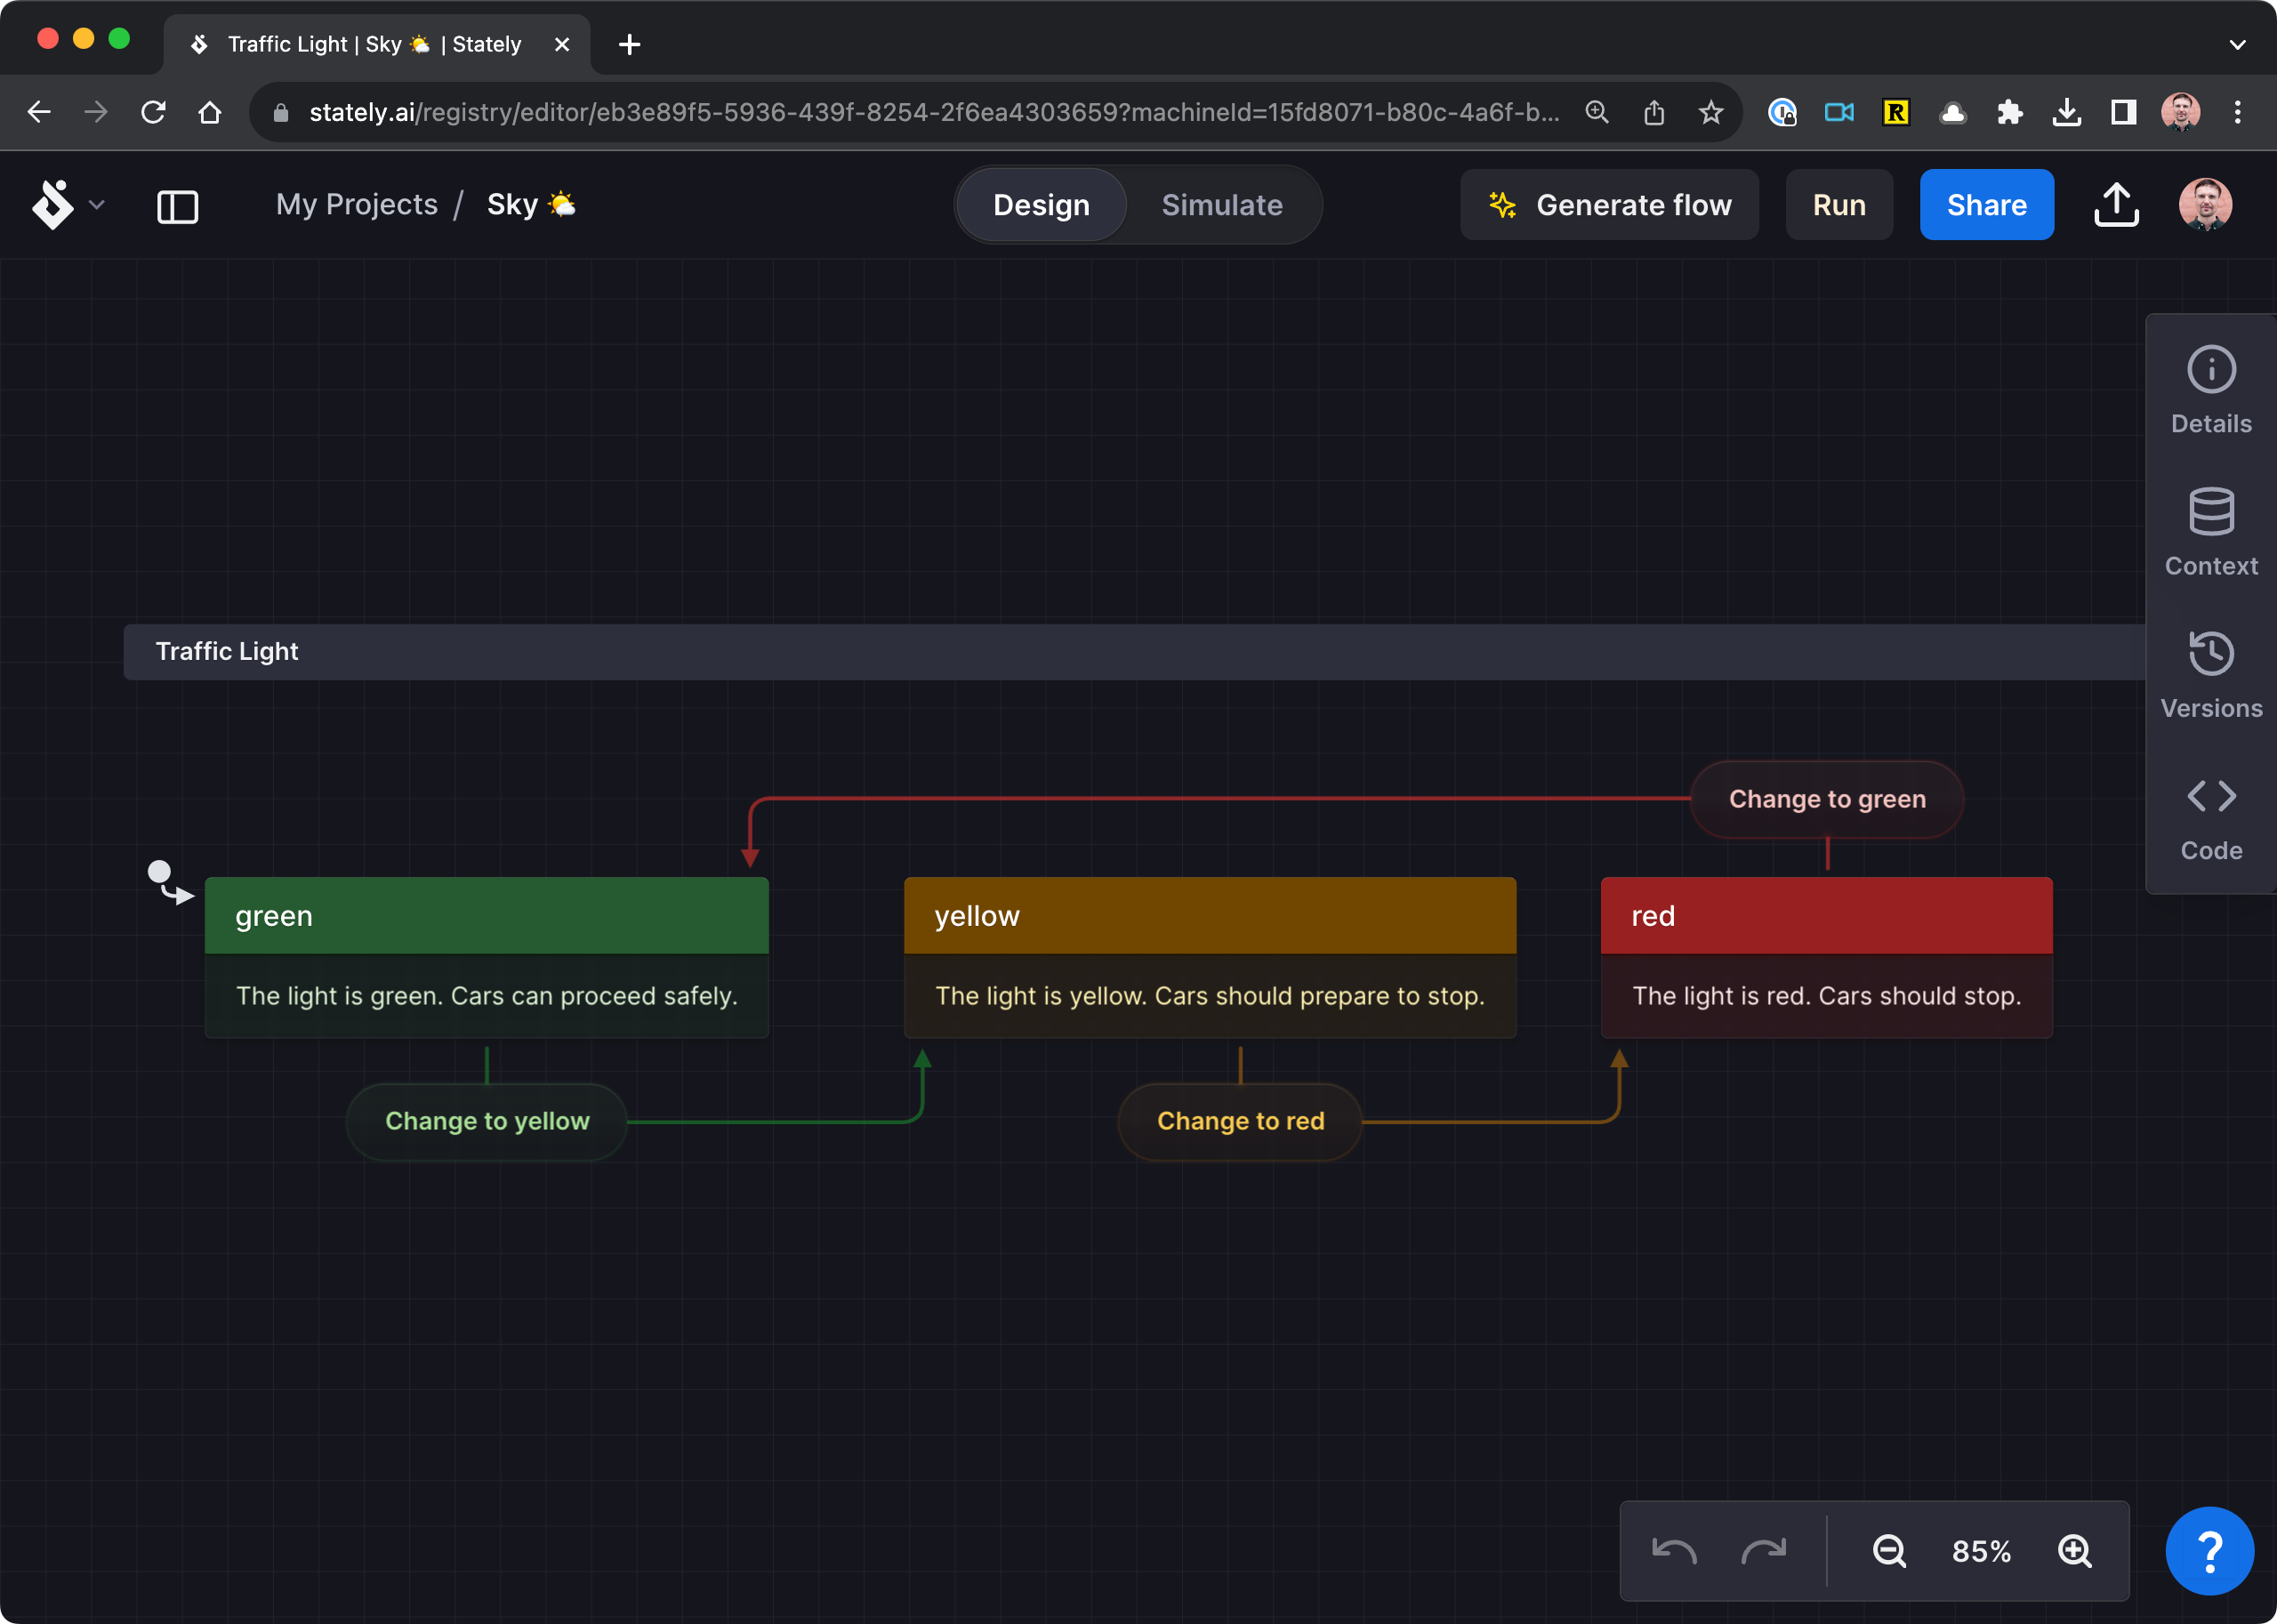 Traffic Light | Sky 🌤️ | Stately
stately.ai/registry/editor/eb3e89f5-5936-439f-8254-2f6ea4303659?machineId=15fd8071-b80c-4a6f-b...
R
My Projects / Sky 🌤️
Design
Simulate
Generate flow
Run
Share
Details
Context
Versions
Code
Traffic Light
Change to green
green
The light is green. Cars can proceed safely.
yellow
The light is yellow. Cars should prepare to stop.
red
The light is red. Cars should stop.
Change to yellow
Change to red
85%
?